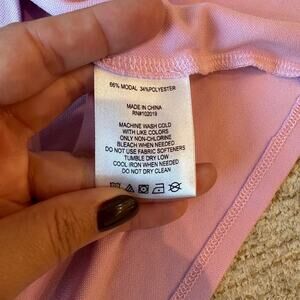 66% MODAL 34%POLYESTER
MADE IN CHINA
RN#102019
MACHINE WASH COLD
WITH LIKE COLORS
ONLY NON-CHLORINE
BLEACH WHEN NEEDED
DO NOT USE FABRIC SOFTENERS
TUMBLE DRY LOW
COOL IRON WHEN NEEDED
DO NOT DRY CLEAN